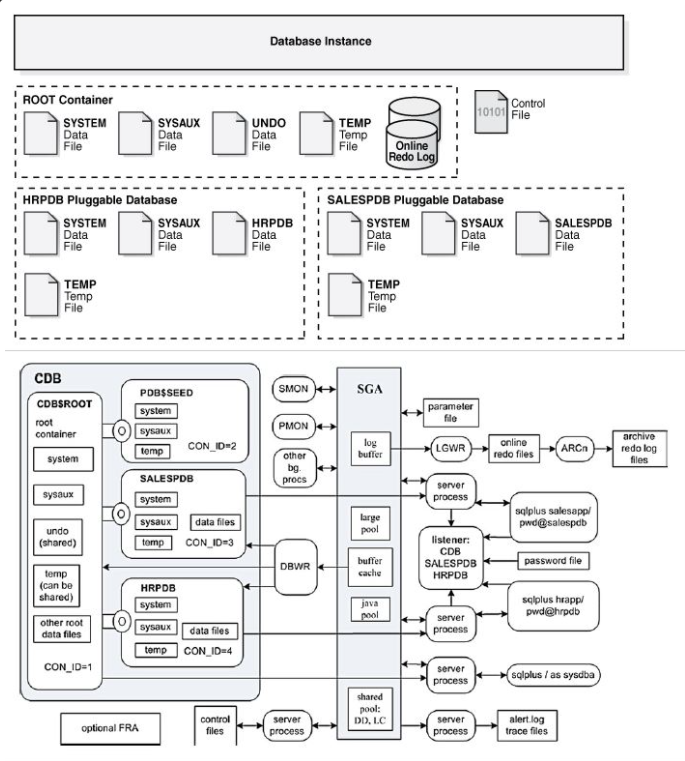 Database Instance
ROOT Container
SYSTEM
Data
File
SYSAUX
Data
File
UNDO
Data
File
TEMP
Temp
File
Online
Redo Log
10101
Control
File
HRPDB Pluggable Database
SYSTEM
Data
File
SYSAUX
Data
File
HRPDB
Data
File
TEMP
Temp
File
SALESPDB Pluggable Database
SYSTEM
Data
File
SYSAUX
Data
File
SALESPDB
Data
File
TEMP
Temp
File
CDB
CDB$ROOT
root
container
system
sysaux
undo
(shared)
temp
(can be
shared)
other root
data files
CON_ID=1
PDB$SEED
system
sysaux
temp
CON_ID=2
SALESPDB
system
sysaux
data files
temp
CON_ID=3
HRPDB
system
sysaux
data files
temp
CON_ID=4
SMON
PMON
other
bg.
procs
DBWR
SGA
log
buffer
large
pool
buffer
cache
java
pool
shared
pool:
DD, LC
parameter
file
LGWR
online
redo files
ARCn
archive
redo log
files
server
process
sqlplus salesapp/
pwd@salespdb
listener:
CDB
SALESPDB
HRPDB
password file
sqlplus hrapp/
pwd@hrpdb
server
process
server
process
sqlplus / as sysdba
optional FRA
control
files
server
process
server
process
alert.log
trace files